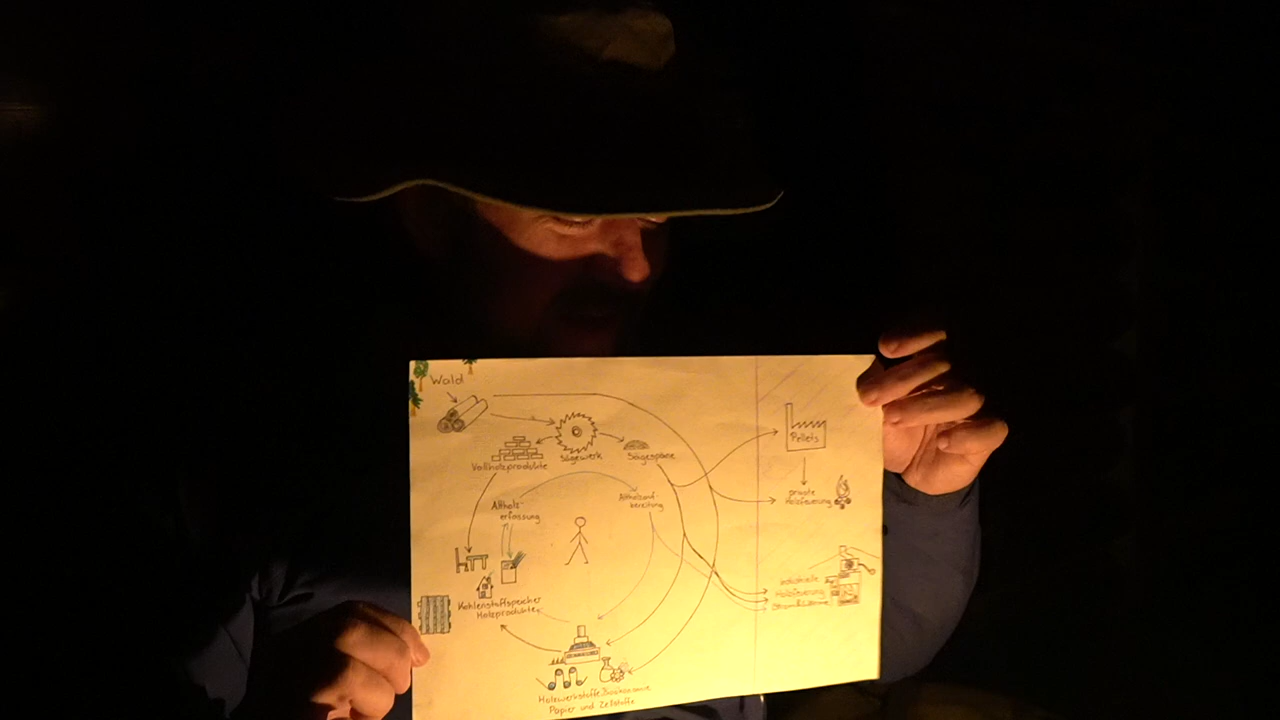 Wald
Pellets
Vollholzprodukte
Sägewerk
Sägespäne
private
Holzfeuerung
Altholz-
erfassung
Altholzauf-
bereitung
Industrielle
Holzfeuerung
Strom&Wärme
Kohlenstoffspeicher
Holzprodukte
Holzwerkstoffe/Bioökonomie
Papier und Zellstoffe